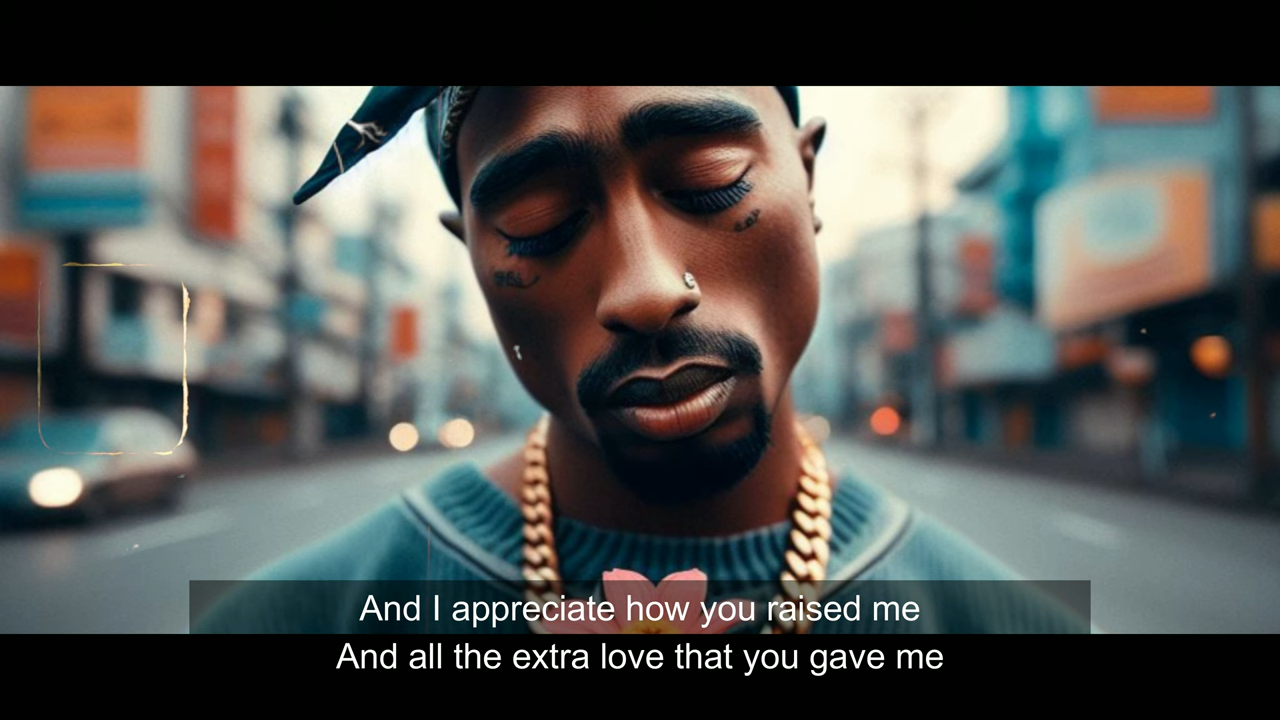 And I appreciate how you raised me
And all the extra love that you gave me